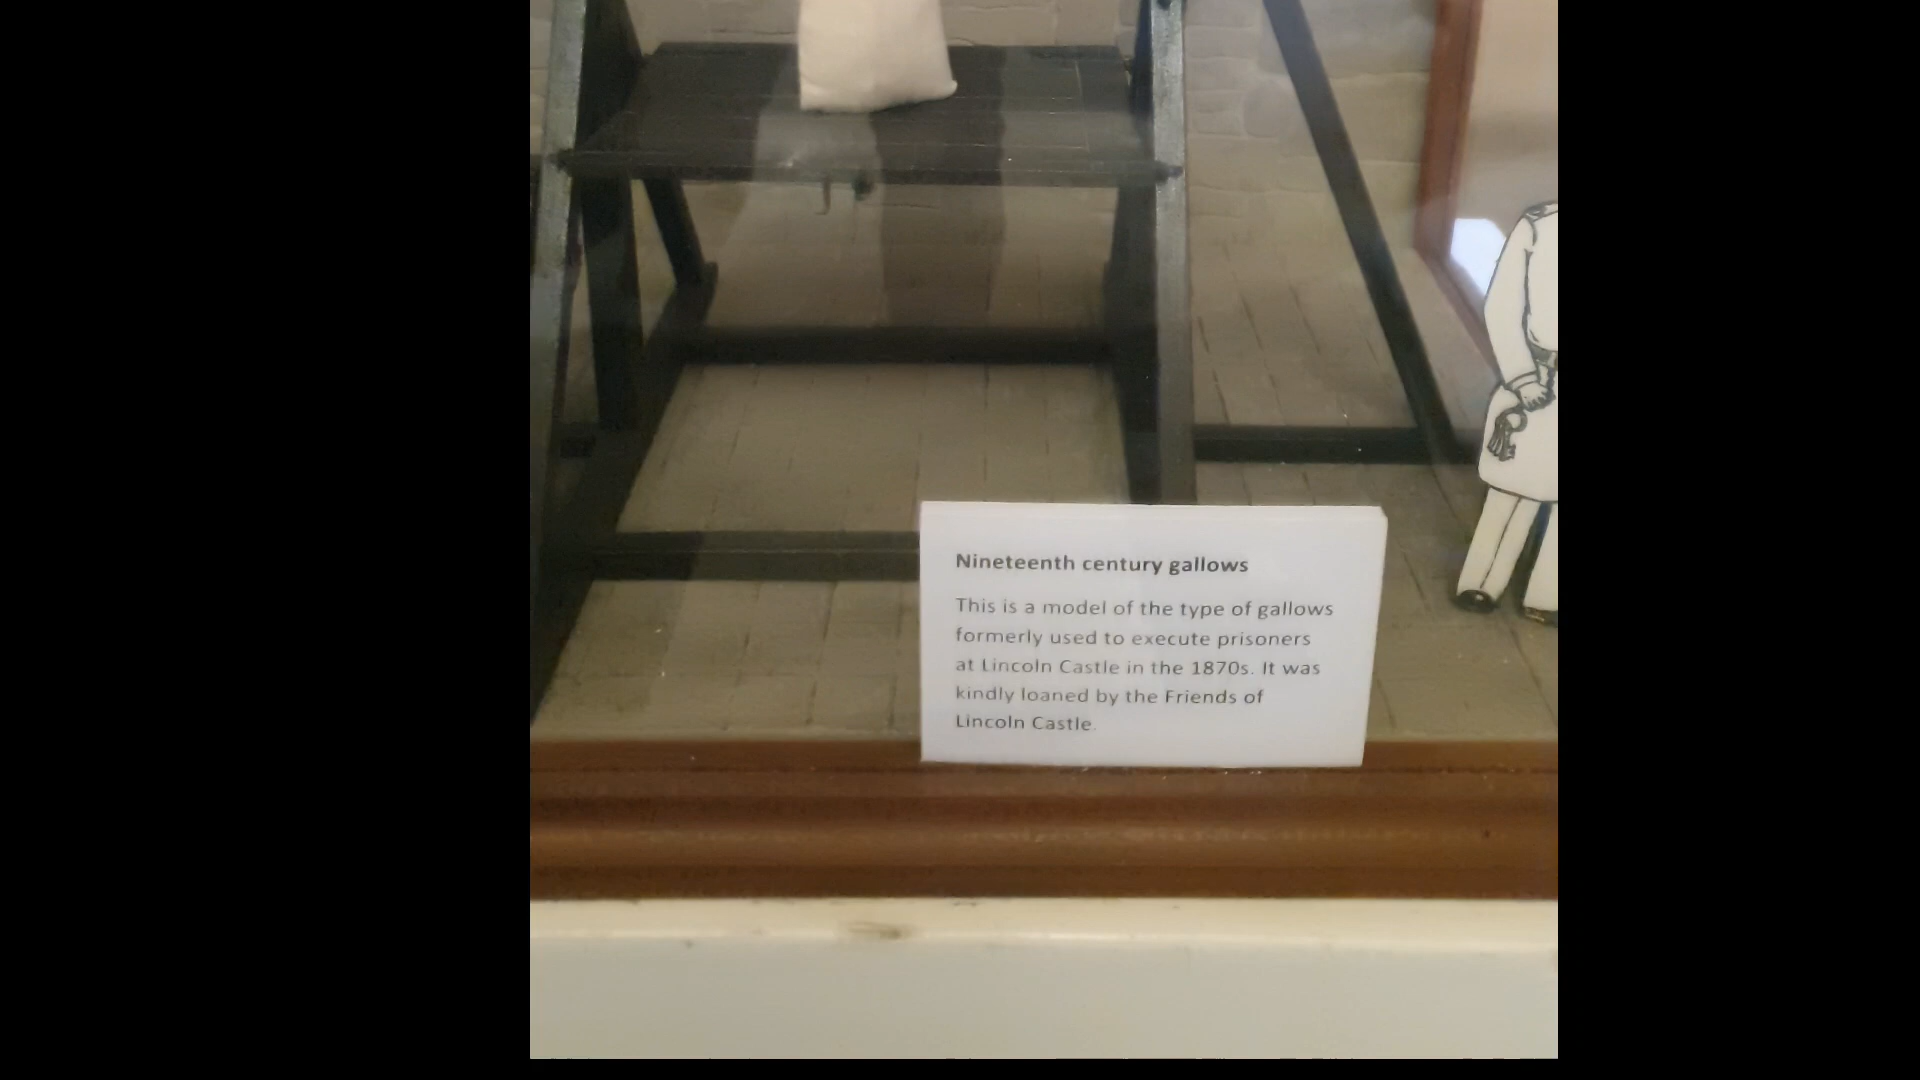 Nineteenth century gallows
This is a model of the type of gallows
formerly used to execute prisoners
at Lincoln Castle in the 1870s. It was
kindly loaned by the Friends of
Lincoln Castle.